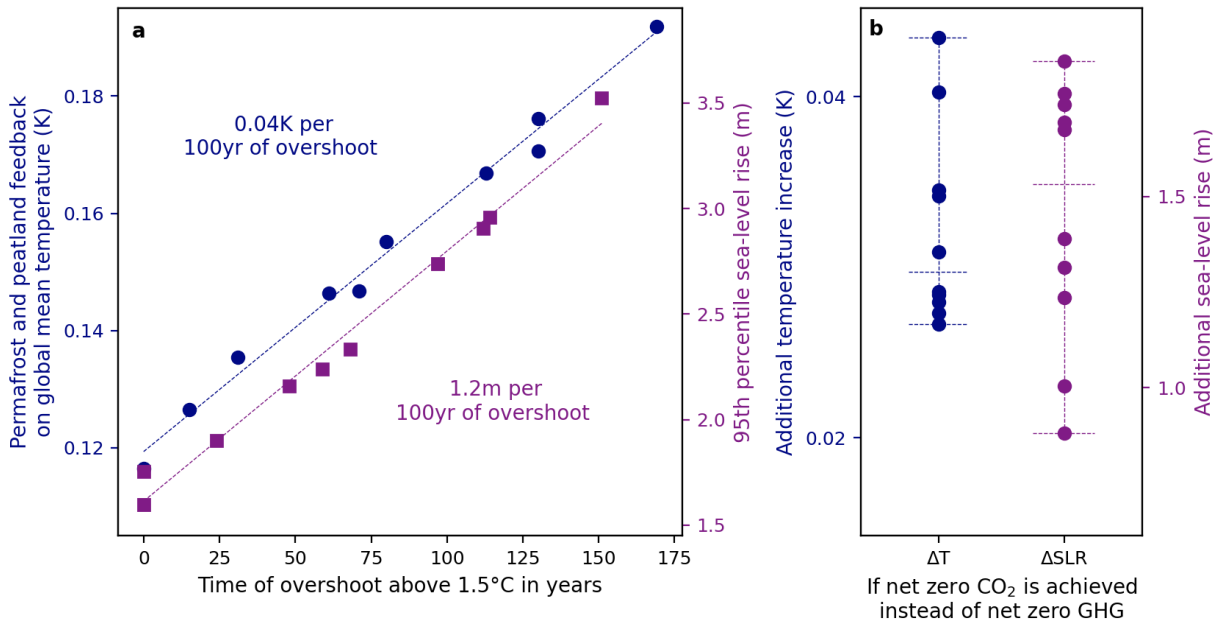 a
Permafrost and peatland feedback
on global mean temperature (K)
0.18
0.16
0.14
0.12
0.04K per
100yr of overshoot
1.2m per
100yr of overshoot
3.5
3.0
2.5
2.0
1.5
95th percentile sea-level rise (m)
0 25 50 75 100 125 150 175
Time of overshoot above 1.5°C in years
b
Additional temperature increase (K)
0.04
0.02
1.5
1.0
Additional sea-level rise (m)
ΔT ΔSLR
If net zero CO₂ is achieved
instead of net zero GHG